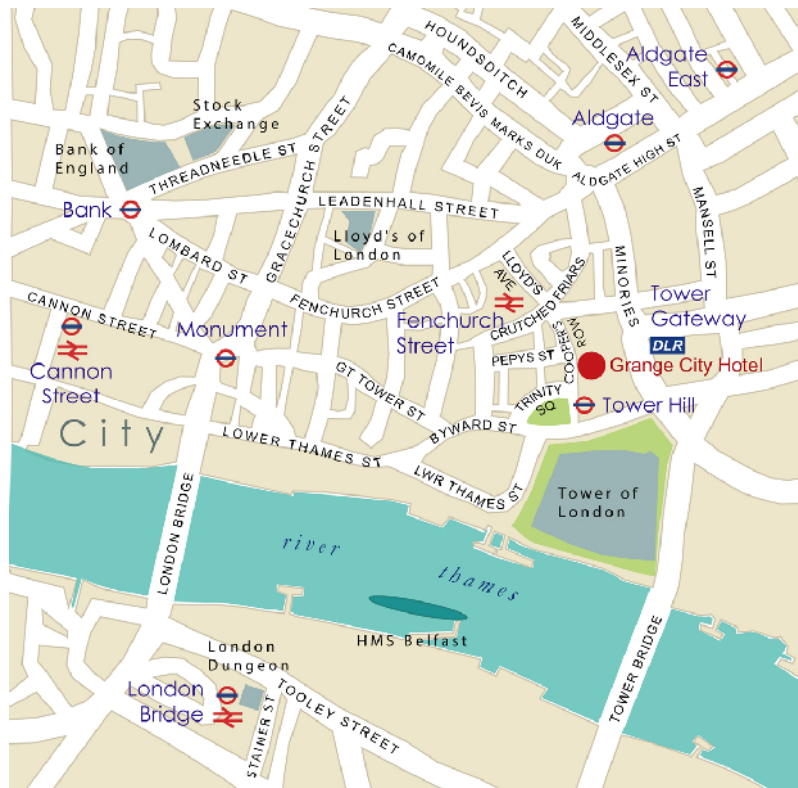 HOUNDSDITCH
MIDDLESEX ST
Aldgate
East
CAMOMILE BEVIS MARKS DUK
Stock
Exchange
Aldgate
Bank of
England
THREADNEEDLE ST
GRACECHURCH STREET
ALDGATE HIGH ST
LEADENHALL STREET
MANSELL ST
Bank
LOMBARD ST
Lloyd's of
London
LLOYD'S
AVE
MINORIES
FENCHURCH STREET
CRUTCHED FRIARS
CANNON STREET
Monument
Fenchurch
Street
COOPER'S
ROW
Tower
Gateway
DLR
PEPYS ST
Grange City Hotel
Cannon
Street
GT TOWER ST
TRINITY
SQ
Tower Hill
City
BYWARD ST
LOWER THAMES ST
LWR THAMES ST
Tower of
London
LONDON BRIDGE
river
thames
HMS Belfast
London
Dungeon
TOWER BRIDGE
London
Bridge
TOOLEY STREET
STAINER ST